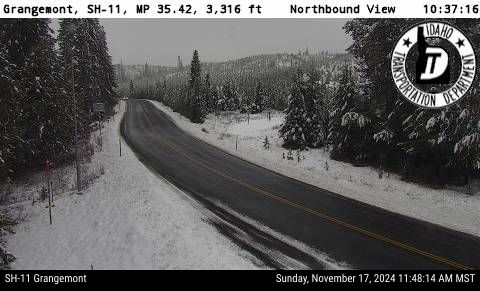 Grangemont, SH-11, MP 35.42, 3,316 ft Northbound View 10:37:16
IDAHO
TRANSPORTATION DEPARTMENT
SH-11 Grangemont Sunday, November 17, 2024 11:48:14 AM MST